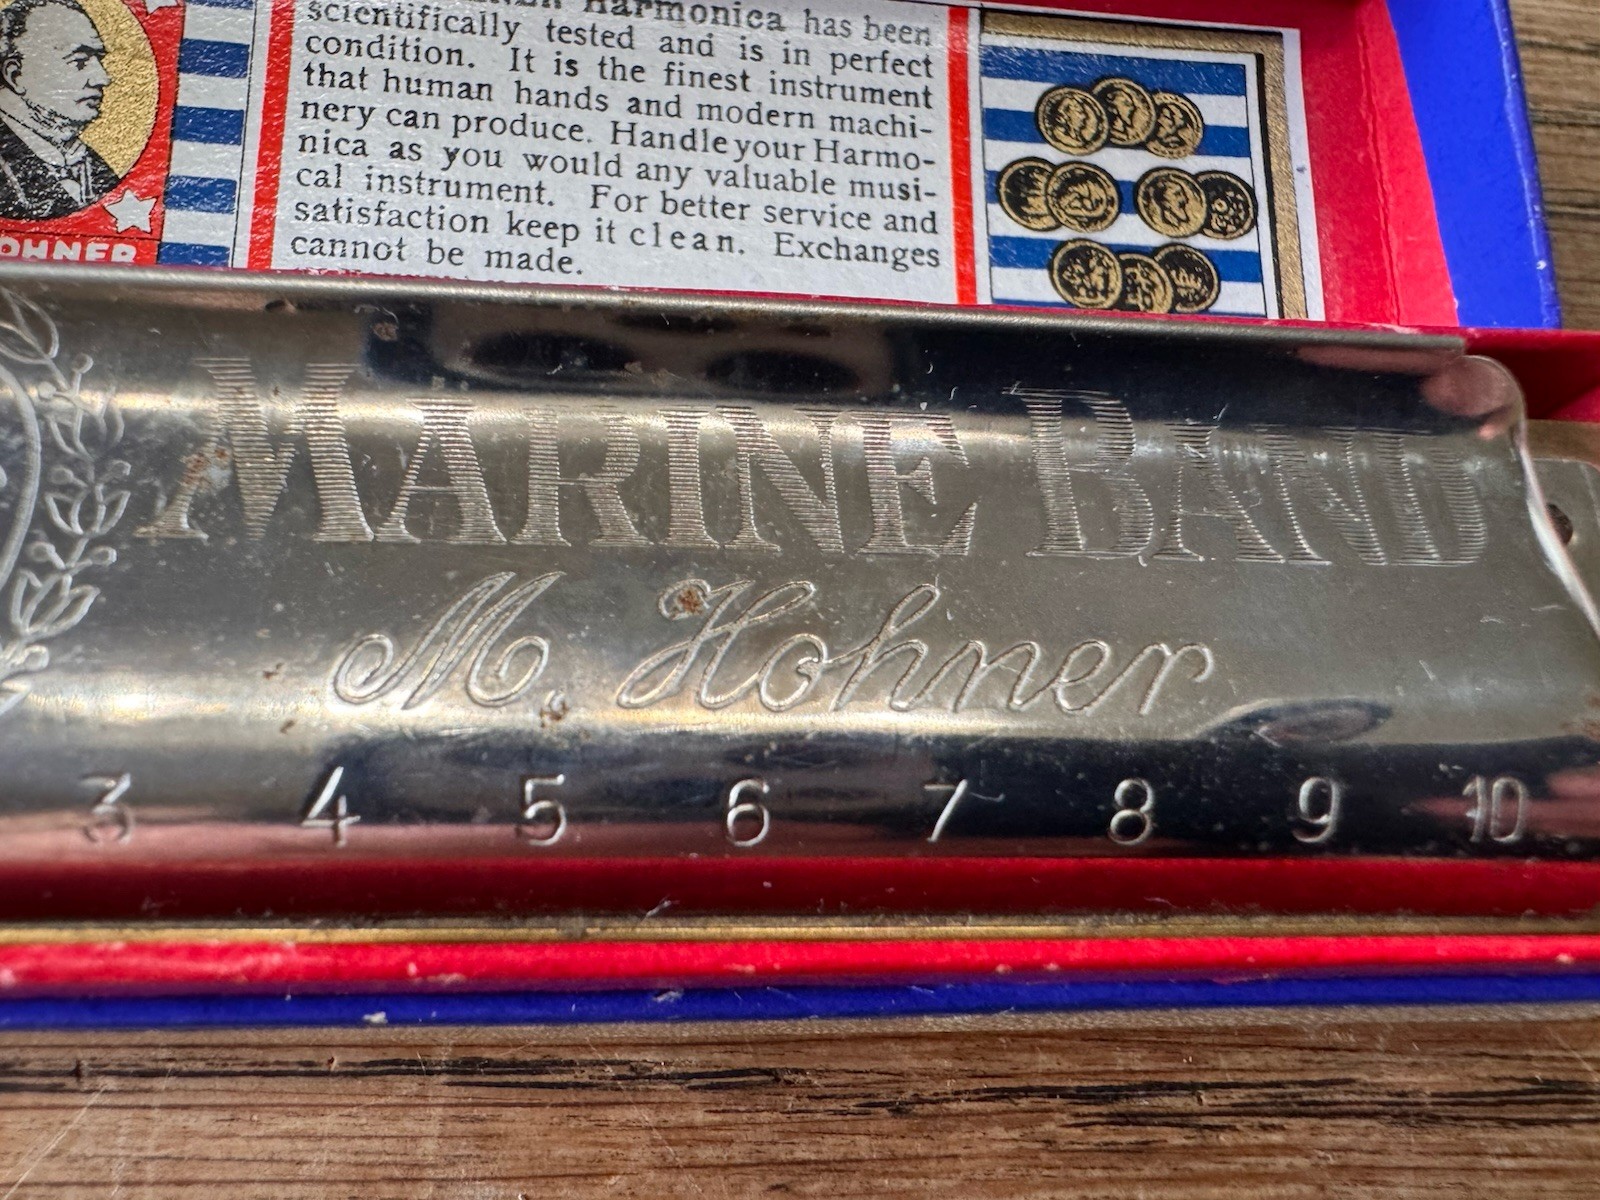 Harmonica has been
scientifically tested and is in perfect
condition. It is the finest instrument
that human hands and modern machi-
nery can produce. Handle your Harmo-
nica as you would any valuable musi-
cal instrument. For better service and
satisfaction keep it clean. Exchanges
cannot be made.
OHNER
MARINE BAND
M. Hohner
3 4 5 6 7 8 9 10